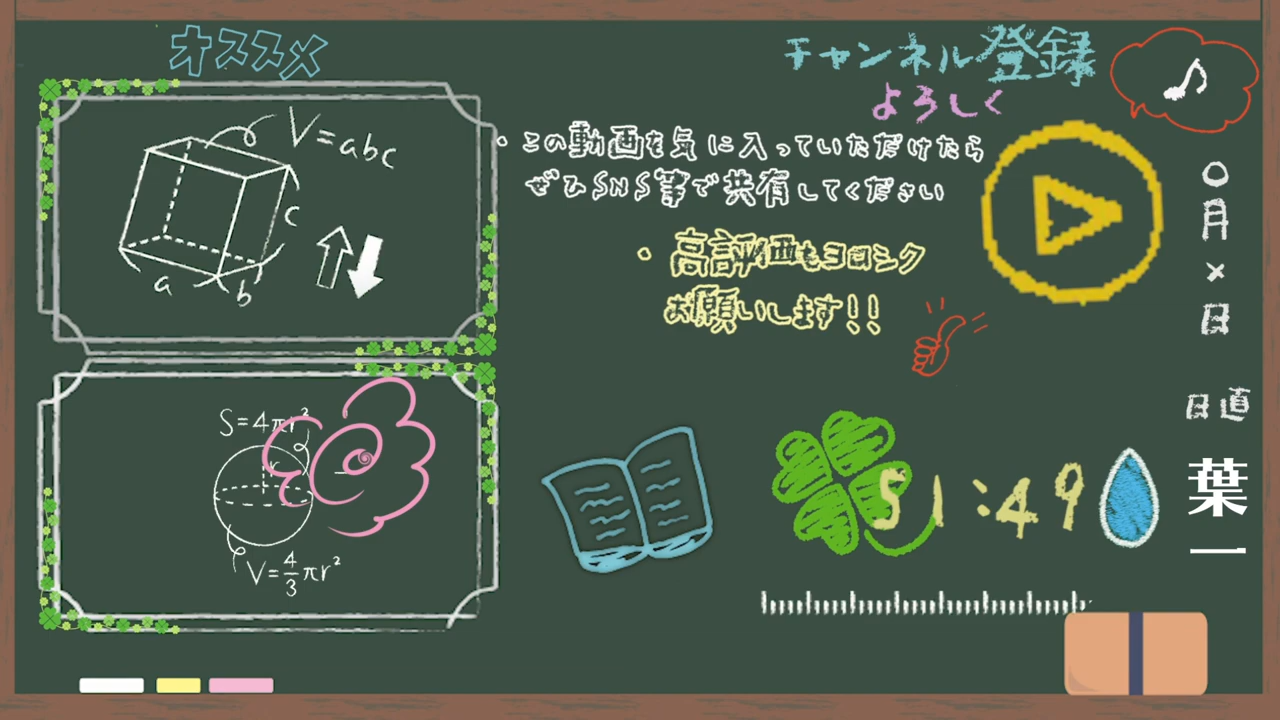 オススメ
V=abc
c
a
b
S=4πr²
r
V=4/3πr²
チャンネル登録
よろしく
・この動画を気に入っていただけたら
ぜひSNS等で共有してください
・高評価もヨロシク
お願いします!!
〇月×日
日直
葉一
51:49